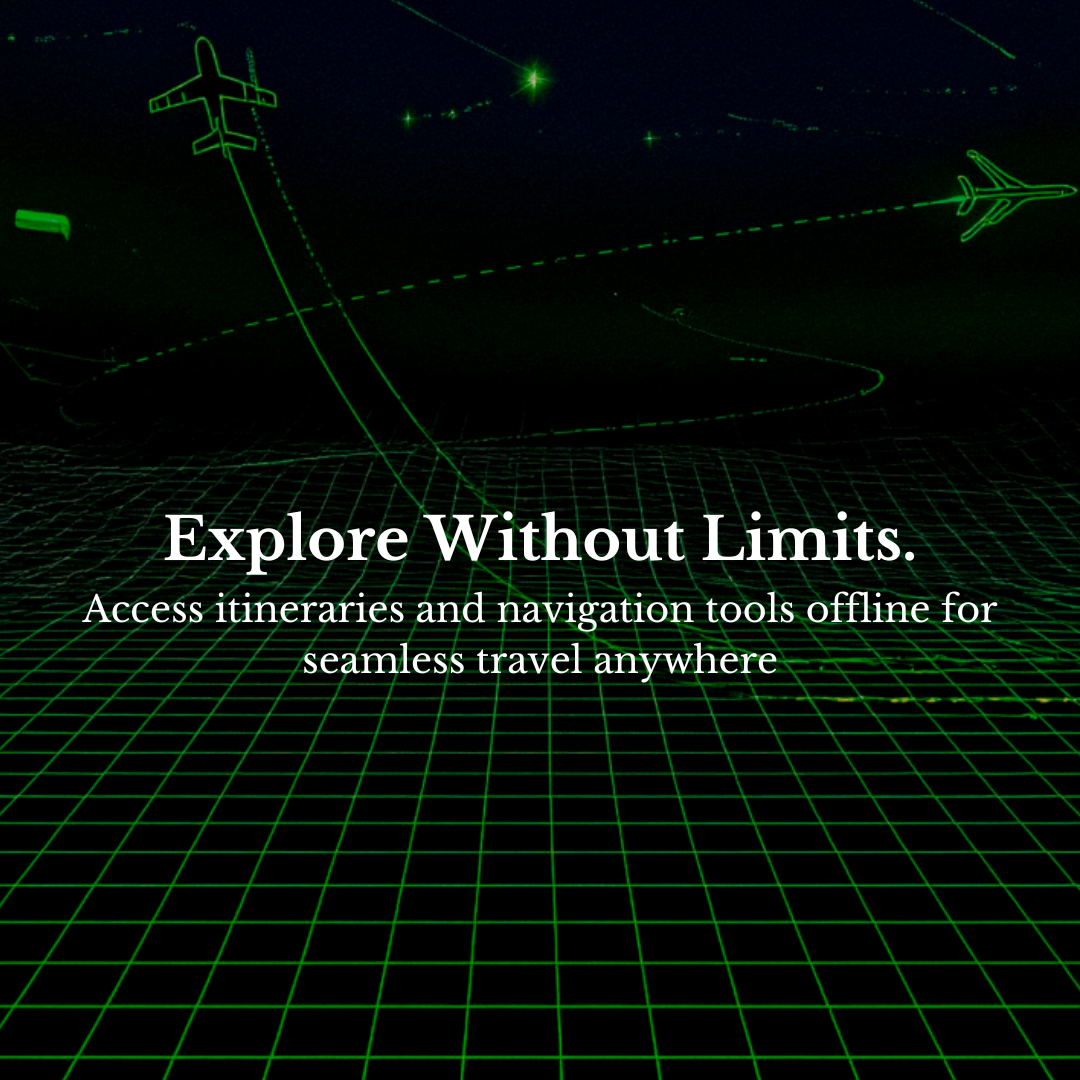 Explore Without Limits.
Access itineraries and navigation tools offline for
seamless travel anywhere